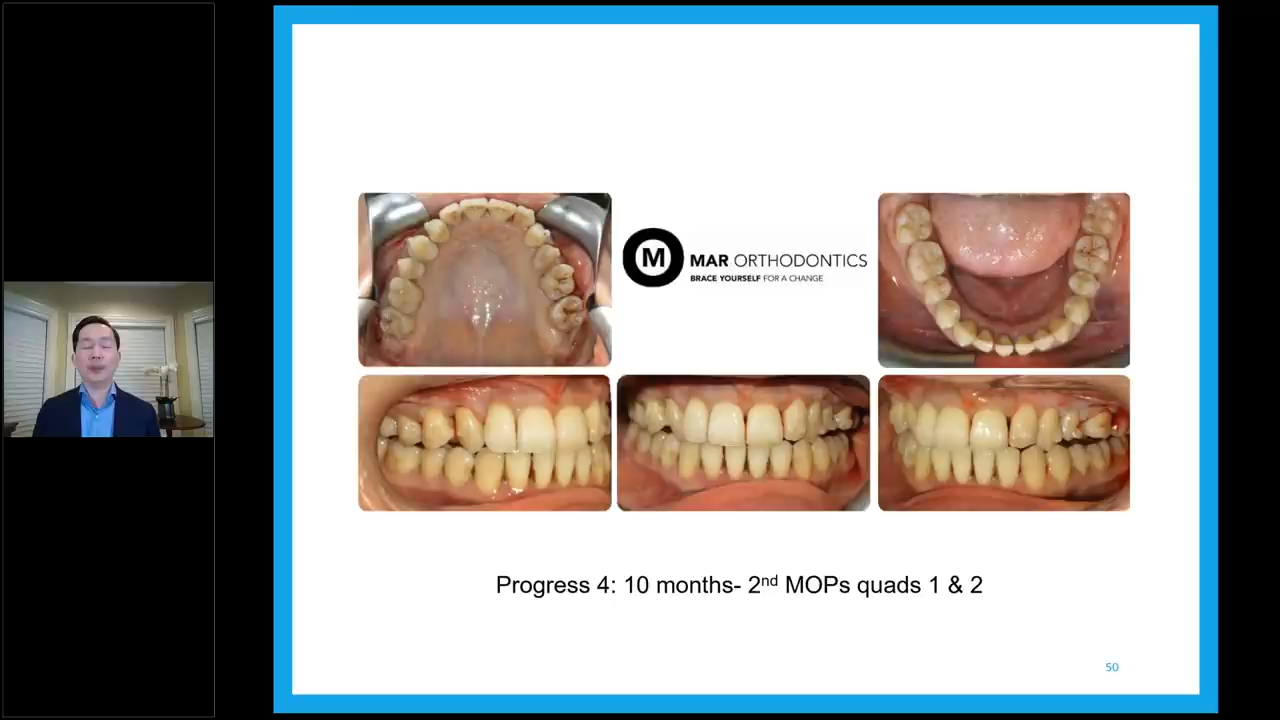 M MAR ORTHODONTICS
BRACE YOURSELF FOR A CHANGE
Progress 4: 10 months- 2nd MOPs quads 1 & 2
50